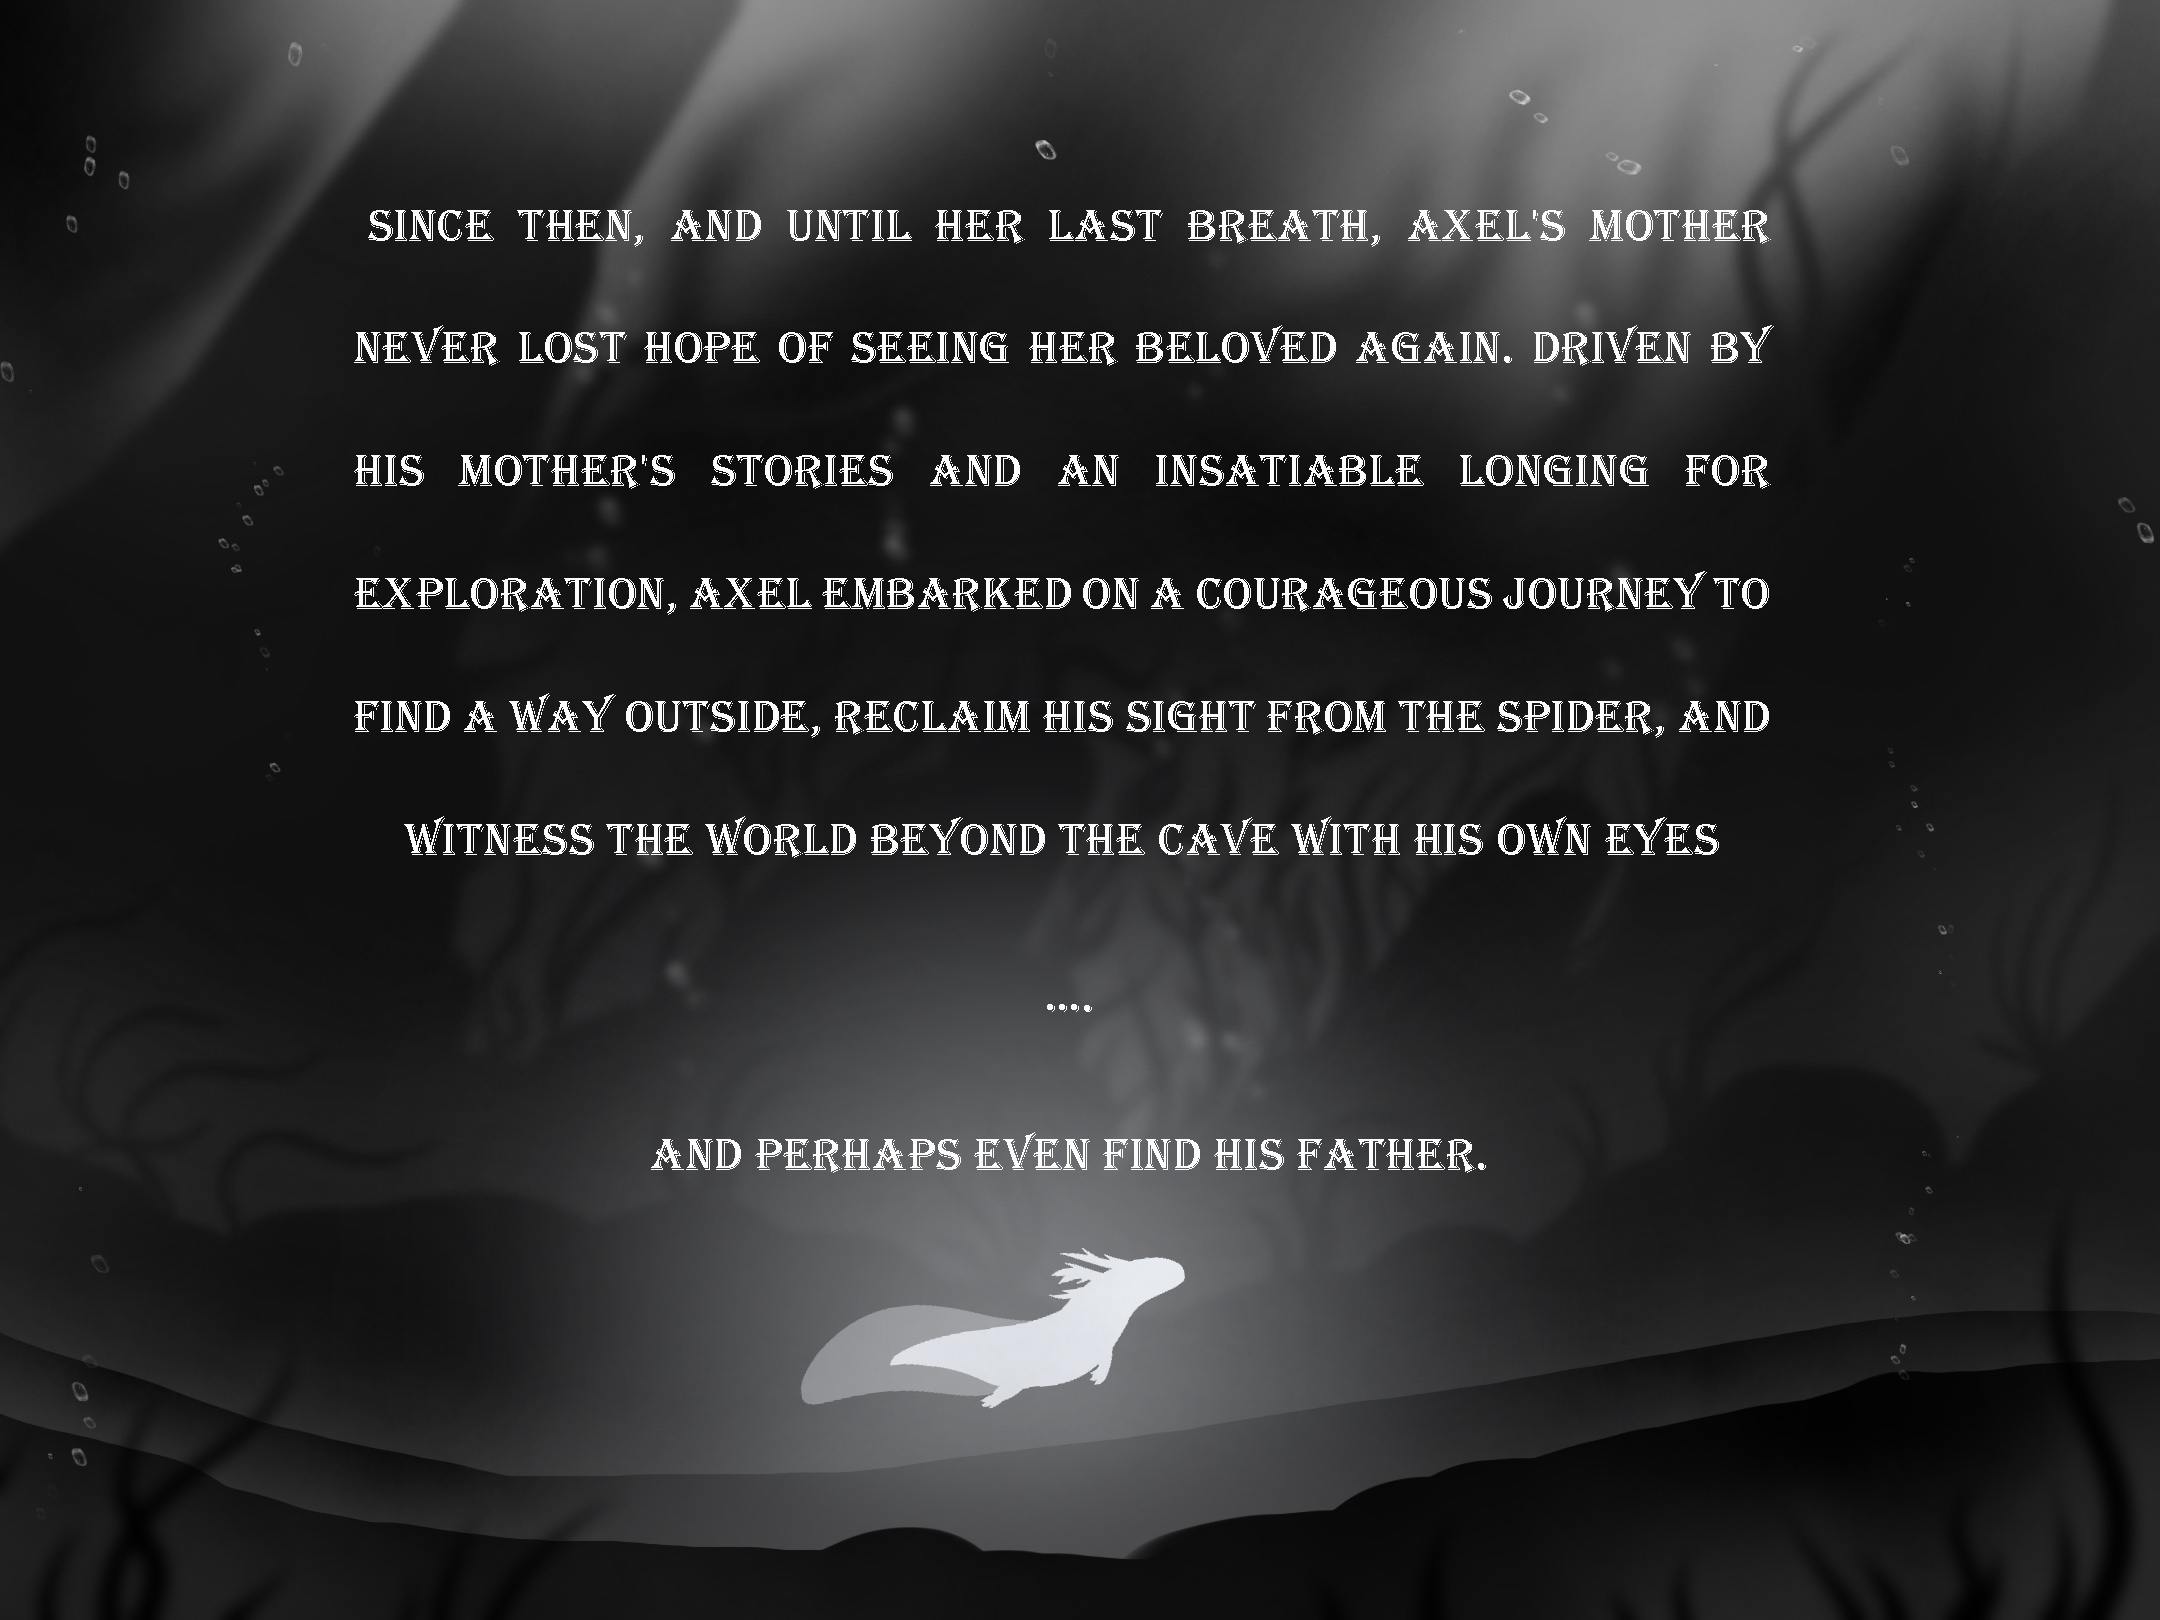 SINCE THEN, AND UNTIL HER LAST BREATH, AXEL'S MOTHER
NEVER LOST HOPE OF SEEING HER BELOVED AGAIN. DRIVEN BY
HIS MOTHER'S STORIES AND AN INSATIABLE LONGING FOR
EXPLORATION, AXEL EMBARKED ON A COURAGEOUS JOURNEY TO
FIND A WAY OUTSIDE, RECLAIM HIS SIGHT FROM THE SPIDER, AND
WITNESS THE WORLD BEYOND THE CAVE WITH HIS OWN EYES
....
AND PERHAPS EVEN FIND HIS FATHER.